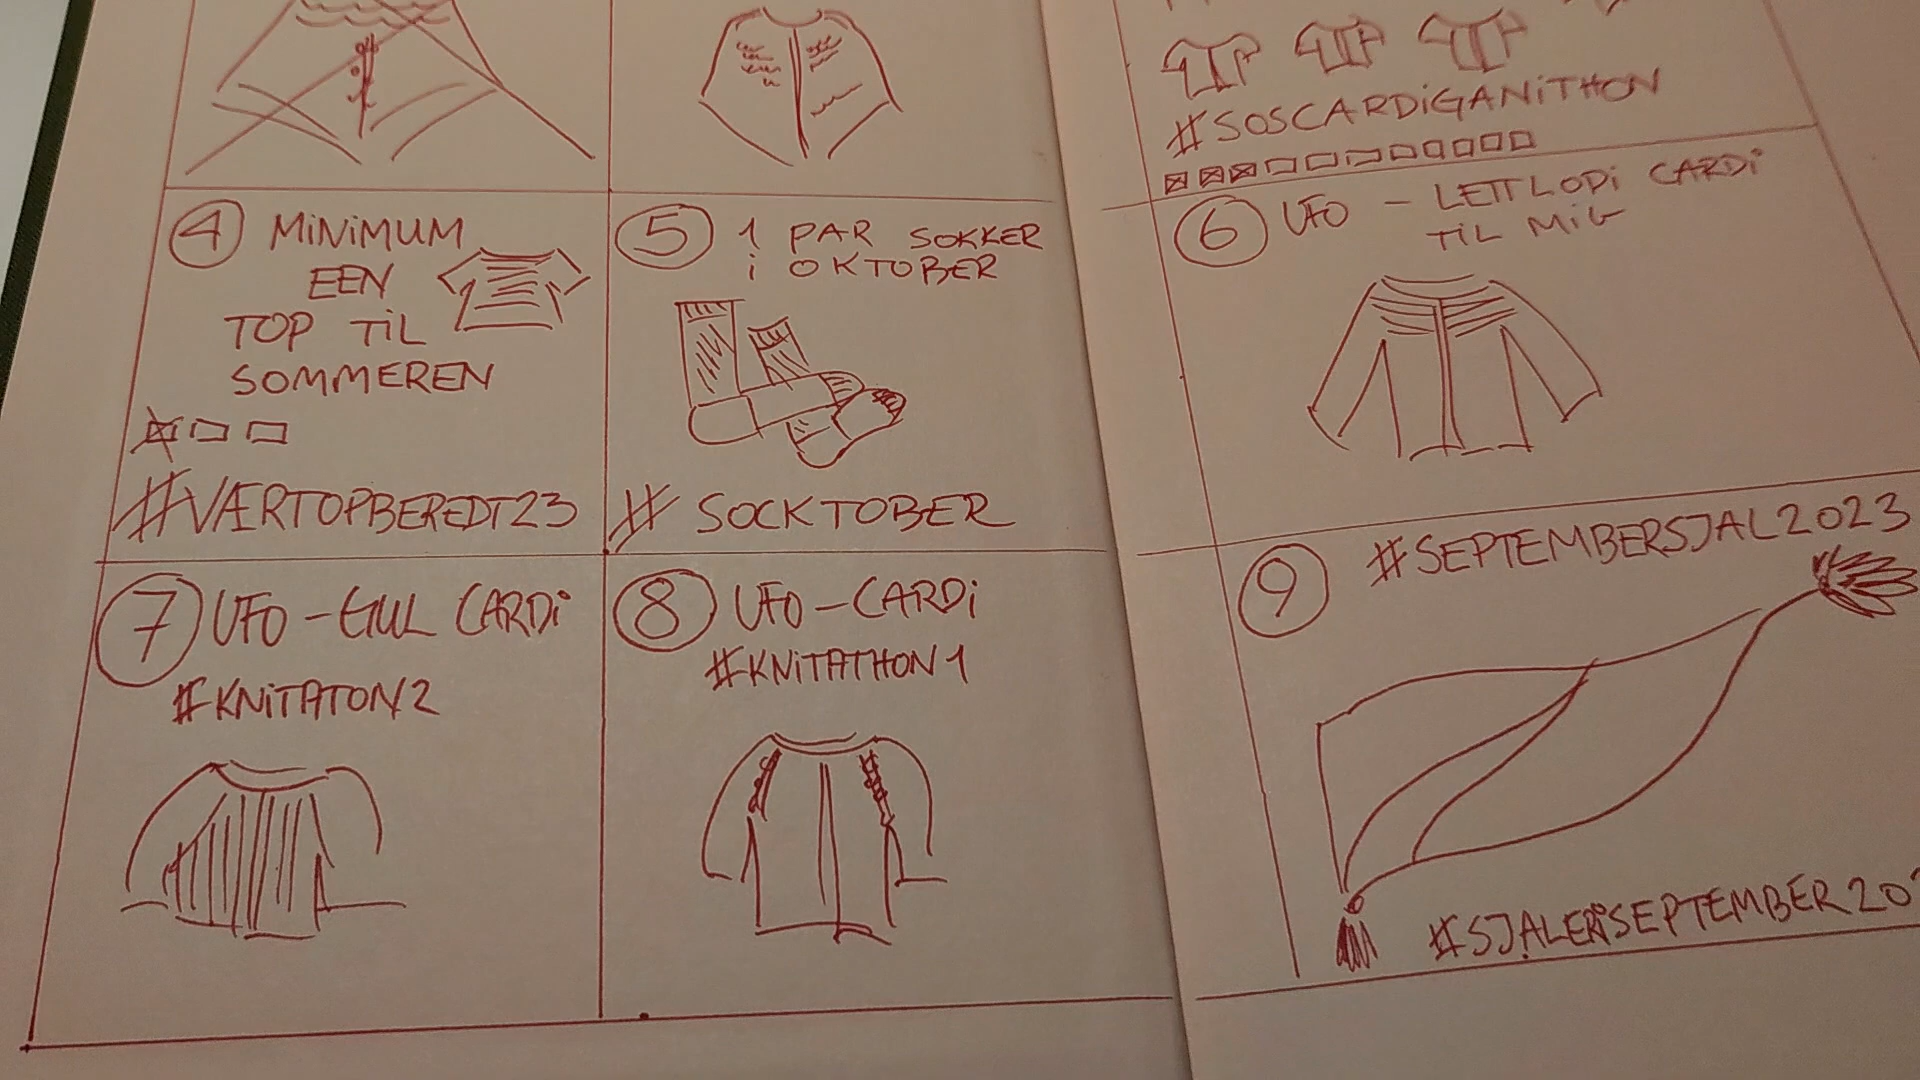 #SOSCARDIGANITHON
④ MINIMUM
EEN
TOP TIL
SOMMEREN
#VÆRTOPBEREDT23
⑤ 1 PAR SOKKER
i OKTOBER
# SOCKTOBER
⑥ UFO - LETTLOPI CARDI
TIL MIG
⑦ UFO - GUL CARDI
#KNITATON2
⑧ UFO - CARDI
#KNITATHON1
⑨ #SEPTEMBERSJAL2023
#SJALERISEPTEMBER20